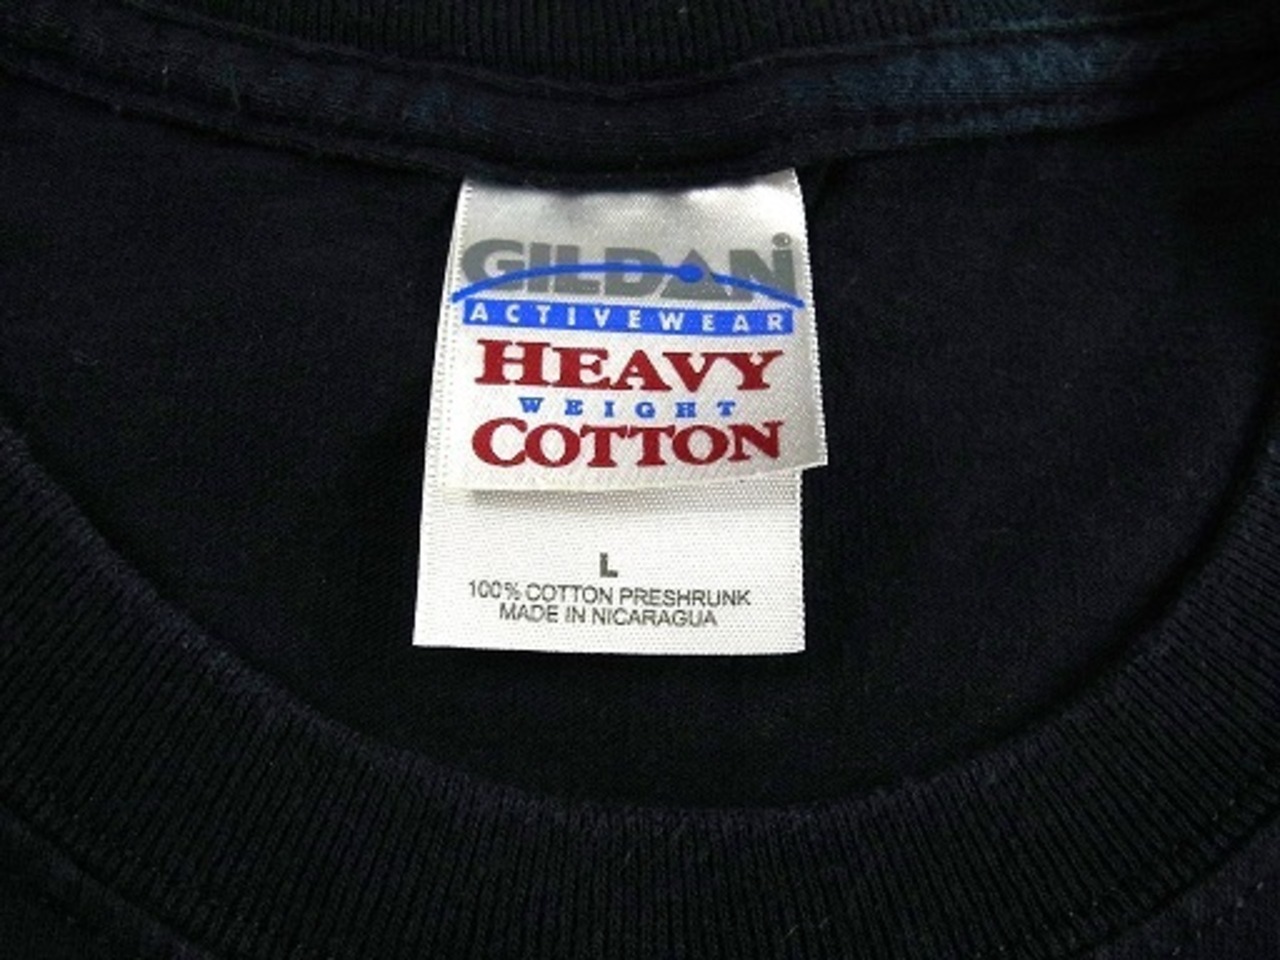 GILDAN
ACTIVEWEAR
HEAVY
WEIGHT
COTTON
L
100% COTTON PRESHRUNK
MADE IN NICARAGUA